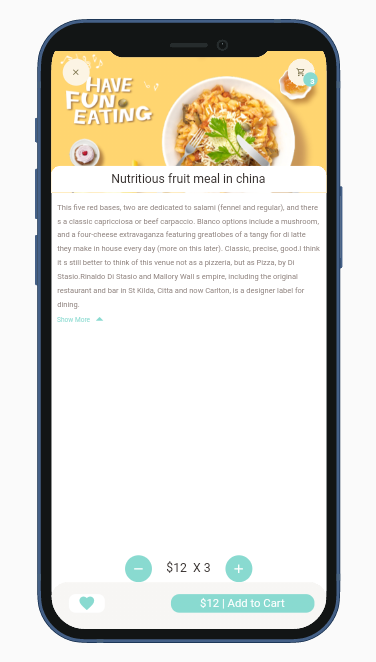 HAVE
FUN
EATING
3
Nutritious fruit meal in china
This five red bases, two are dedicated to salami (fennel and regular), and there
is a classic capricciosa or beef carpaccio. Blanco options include a mushroom,
and a four-cheese extravaganza featuring great lobes of a tangy fior di latte
they make in house every day (more on this later). Classic, precise, good.I think
it s still better to think of this venue not as a pizzeria, but as Pizza, by Di
Stasio.Rinaldo Di Stasio and Mallory Wall s empire, including the original
restaurant and bar in St Kilda, Citta and now Carlton, is a designer label for
dining.
Show More
$12 X 3
$12 | Add to Cart